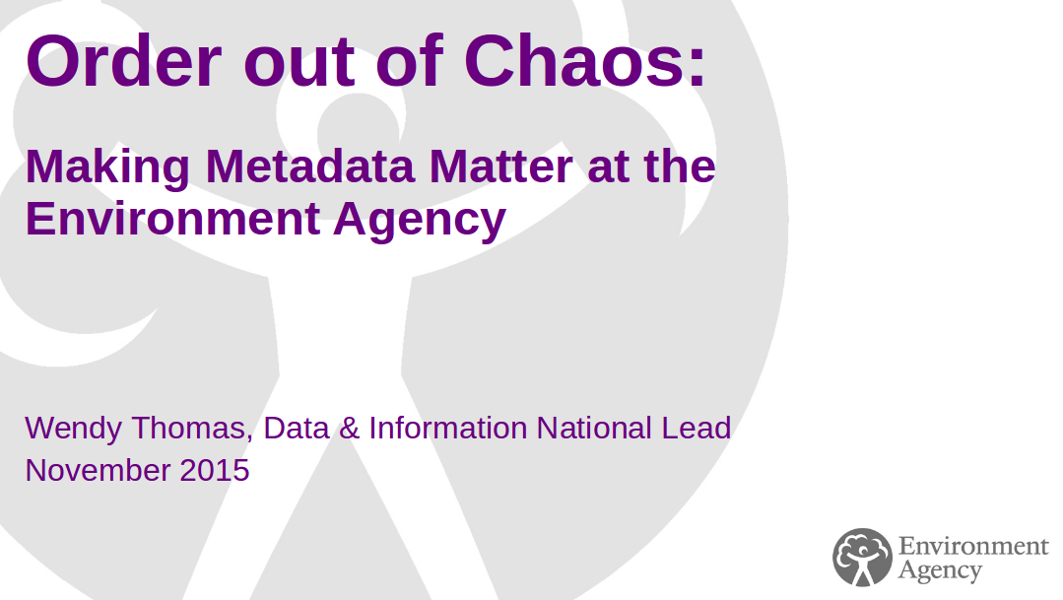 Order out of Chaos:
Making Metadata Matter at the
Environment Agency
Wendy Thomas, Data & Information National Lead
November 2015
Environment
Agency